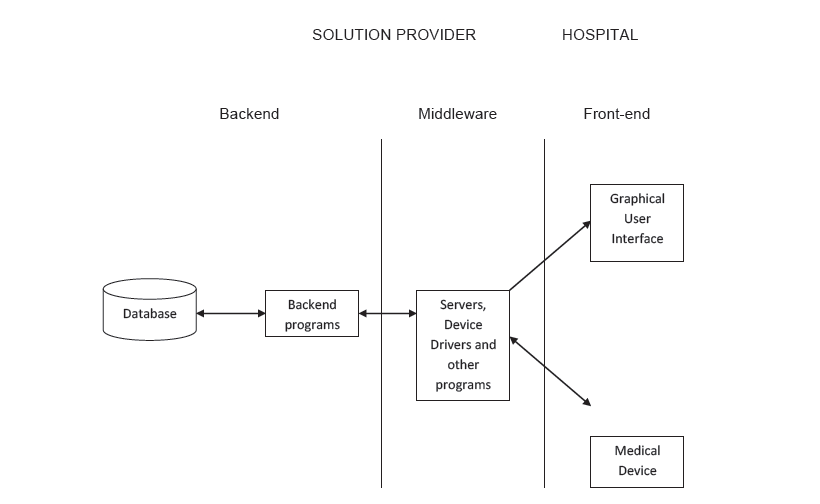 SOLUTION PROVIDER
HOSPITAL
Backend
Middleware
Front-end
Graphical
User
Interface
Database
Backend
programs
Servers,
Device
Drivers and
other
programs
Medical
Device